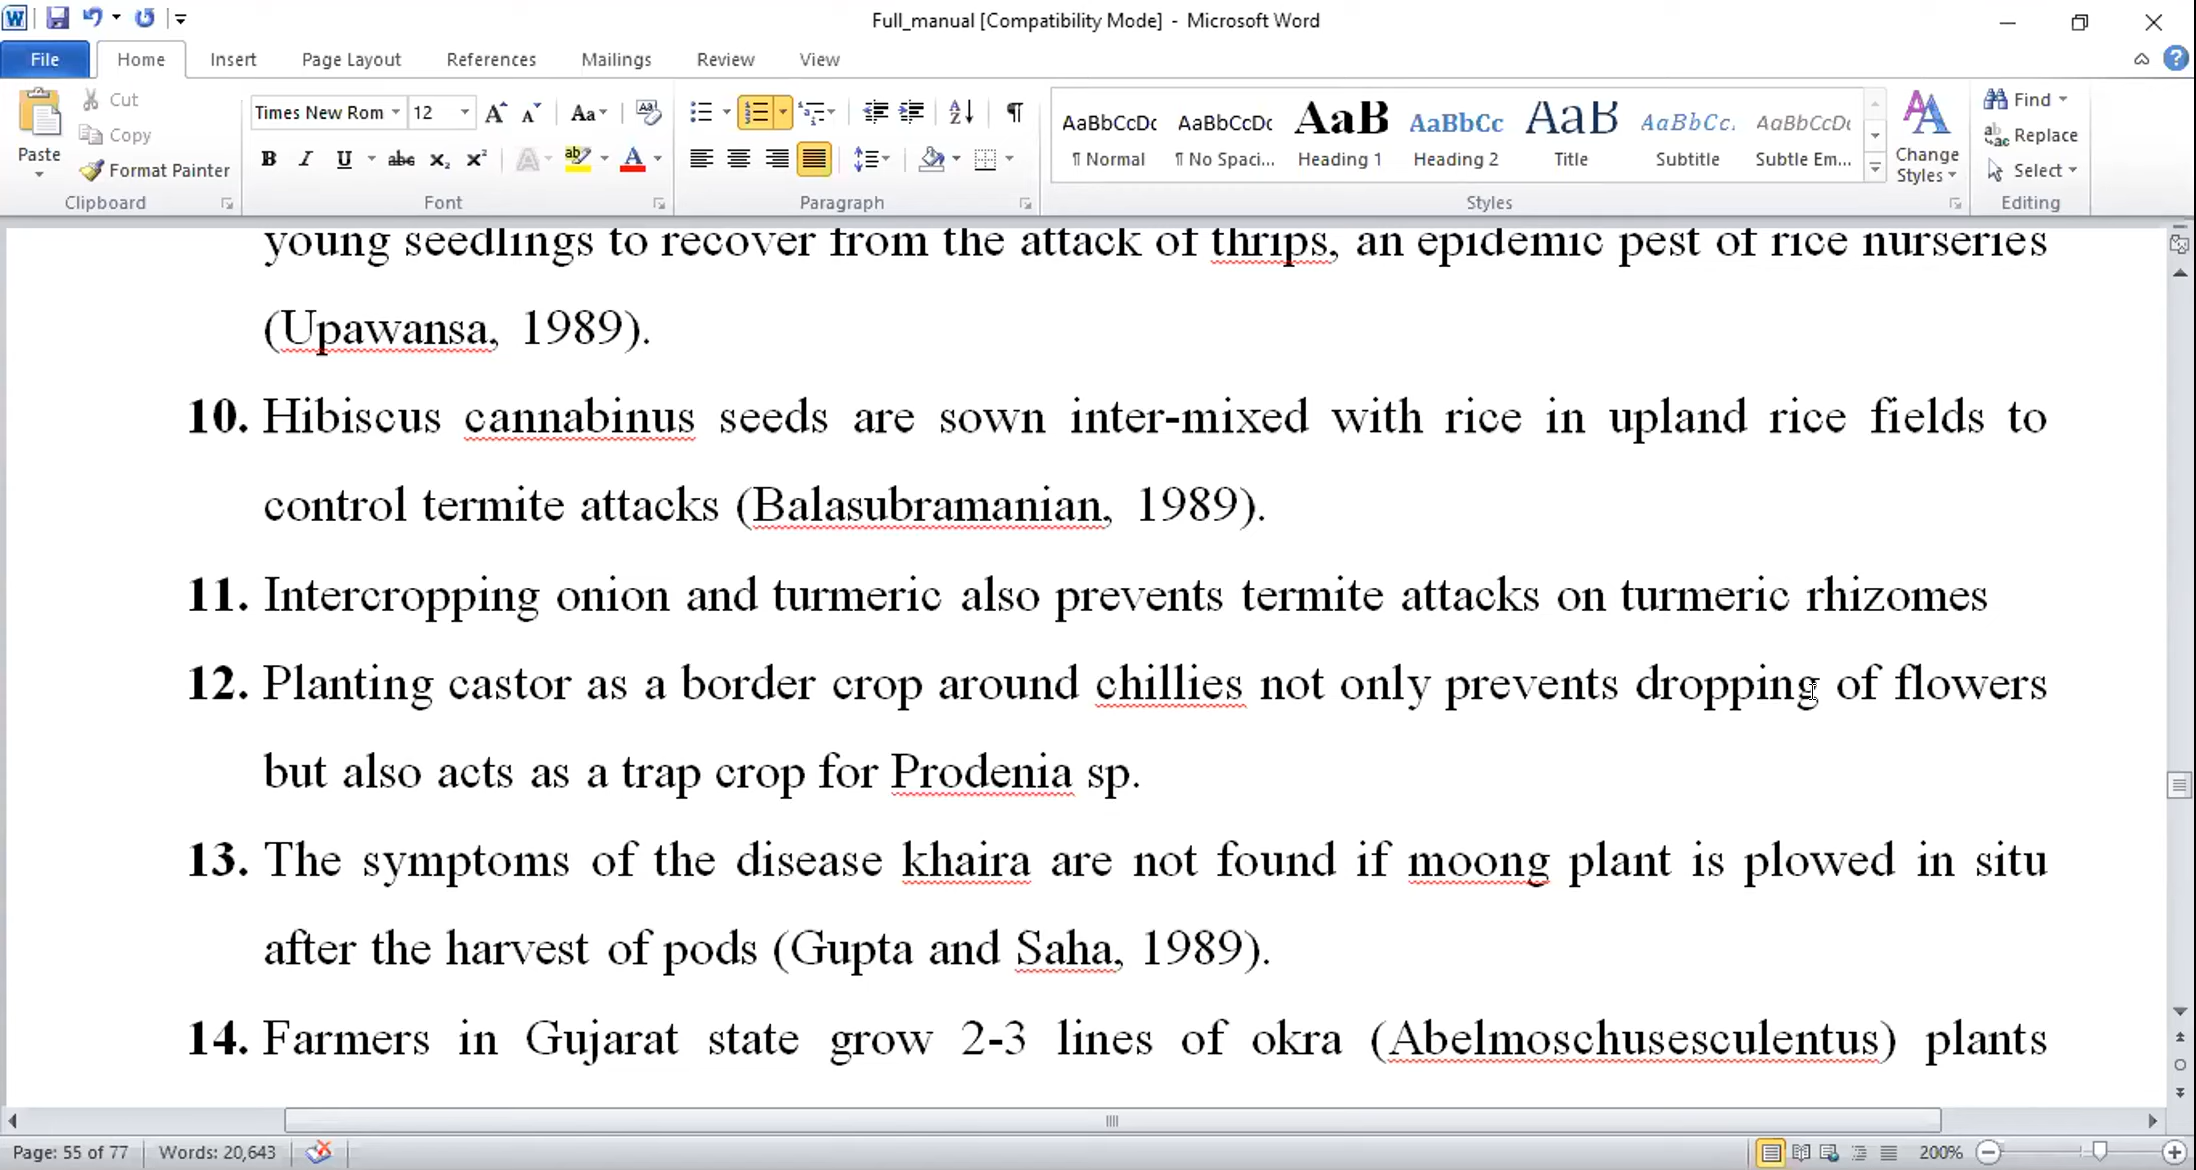 Full_manual [Compatibility Mode] - Microsoft Word
File Home Insert Page Layout References Mailings Review View
Paste
Cut
Copy
Format Painter
Clipboard
Times New Rom 12
Font
Paragraph
AaBbCcDc AaBbCcDc AaB AaBbCc AaB AaBbCc. AaBbCcDc
¶ Normal ¶ No Spaci... Heading 1 Heading 2 Title Subtitle Subtle Em...
Styles
Change
Styles
Find
Replace
Select
Editing
young seedlings to recover from the attack of thrips, an epidemic pest of rice nurseries
(Upawansa, 1989).
10. Hibiscus cannabinus seeds are sown inter-mixed with rice in upland rice fields to
control termite attacks (Balasubramanian, 1989).
11. Intercropping onion and turmeric also prevents termite attacks on turmeric rhizomes
12. Planting castor as a border crop around chillies not only prevents dropping of flowers
but also acts as a trap crop for Prodenia sp.
13. The symptoms of the disease khaira are not found if moong plant is plowed in situ
after the harvest of pods (Gupta and Saha, 1989).
14. Farmers in Gujarat state grow 2-3 lines of okra (Abelmoschusesculentus) plants
Page: 55 of 77 Words: 20,643 200%